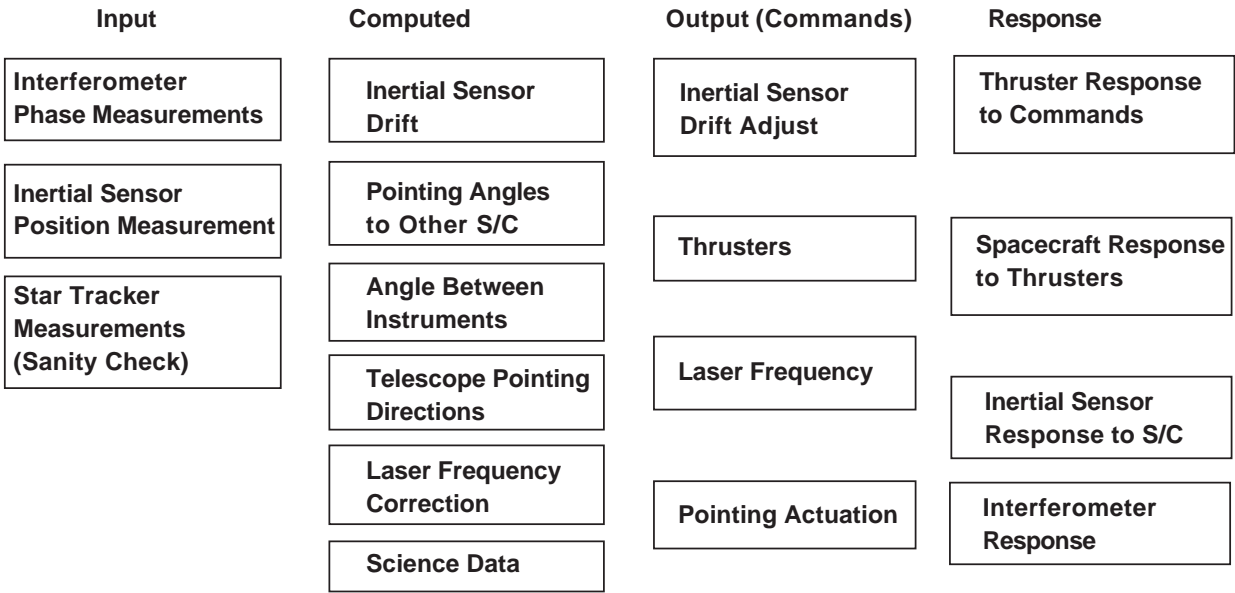 Input
Computed
Output (Commands)
Response
Interferometer
Phase Measurements
Inertial Sensor
Position Measurement
Star Tracker
Measurements
(Sanity Check)
Inertial Sensor
Drift
Pointing Angles
to Other S/C
Angle Between
Instruments
Telescope Pointing
Directions
Laser Frequency
Correction
Science Data
Inertial Sensor
Drift Adjust
Thrusters
Laser Frequency
Pointing Actuation
Thruster Response
to Commands
Spacecraft Response
to Thrusters
Inertial Sensor
Response to S/C
Interferometer
Response